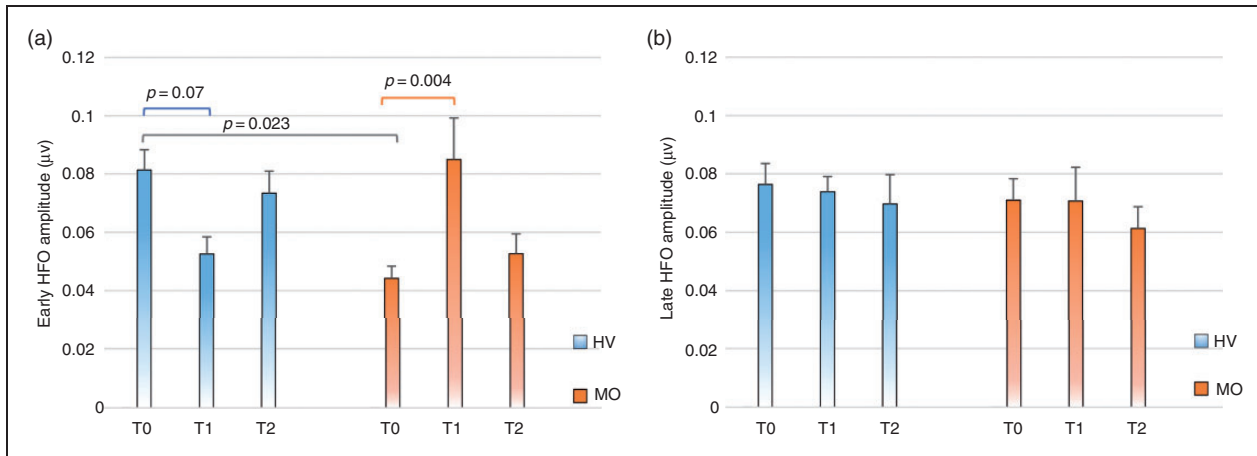 (a)
0.12
0.1
0.08
0.06
0.04
0.02
0
Early HFO amplitude (μv)
p = 0.07
p = 0.023
p = 0.004
HV
MO
T0 T1 T2 T0 T1 T2
(b)
0.12
0.1
0.08
0.06
0.04
0.02
0
Late HFO amplitude (μv)
HV
MO
T0 T1 T2 T0 T1 T2